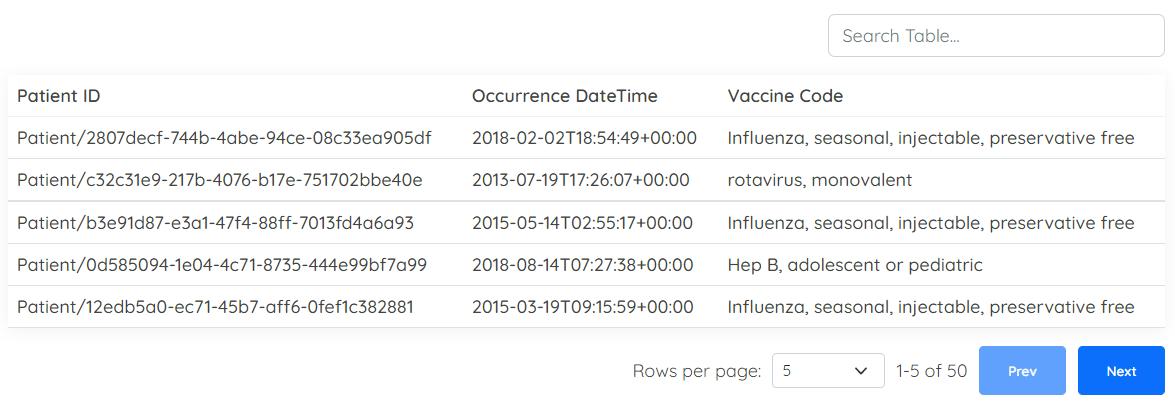 Search Table...
Patient ID Occurrence DateTime Vaccine Code
Patient/2807decf-744b-4abe-94ce-08c33ea905df 2018-02-02T18:54:49+00:00 Influenza, seasonal, injectable, preservative free
Patient/c32c31e9-217b-4076-b17e-751702bbe40e 2013-07-19T17:26:07+00:00 rotavirus, monovalent
Patient/b3e91d87-e3a1-47f4-88ff-7013fd4a6a93 2015-05-14T02:55:17+00:00 Influenza, seasonal, injectable, preservative free
Patient/0d585094-1e04-4c71-8735-444e99bf7a99 2018-08-14T07:27:38+00:00 Hep B, adolescent or pediatric
Patient/12edb5a0-ec71-45b7-aff6-0fef1c382881 2015-03-19T09:15:59+00:00 Influenza, seasonal, injectable, preservative free
Rows per page: 5 1-5 of 50 Prev Next